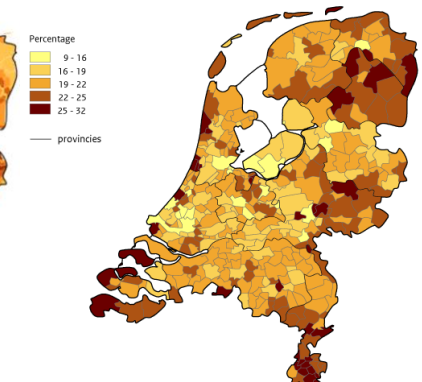 Percentage
9 - 16
16 - 19
19 - 22
22 - 25
25 - 32
provincies